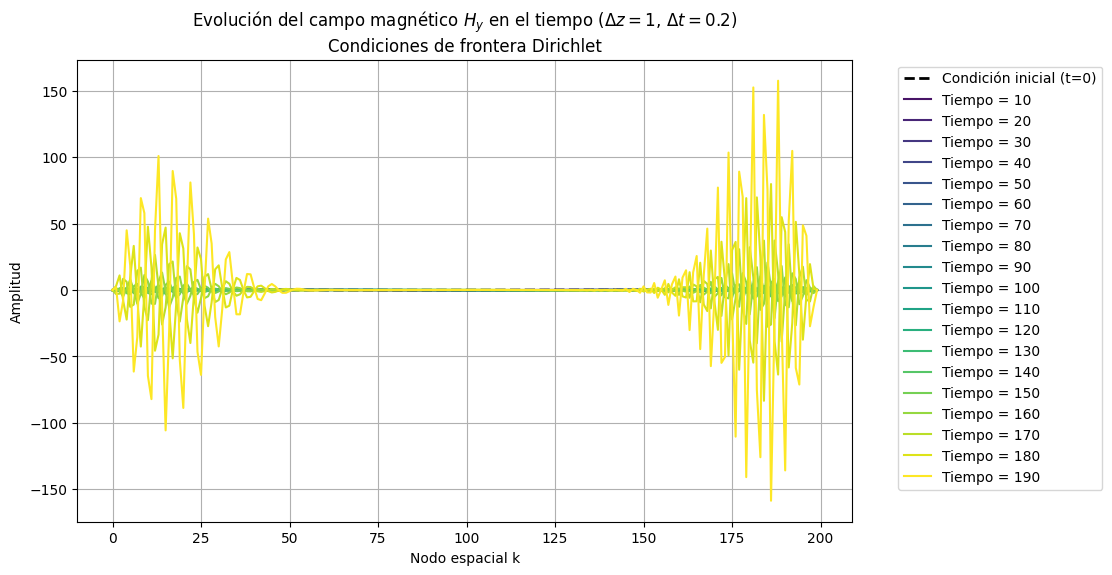 Evolución del campo magnético $H_y$ en el tiempo ($\Delta z = 1$, $\Delta t = 0.2$)
Condiciones de frontera Dirichlet
Amplitud
150
100
50
0
−50
−100
−150
0 25 50 75 100 125 150 175 200
Nodo espacial k
Condición inicial (t=0)
Tiempo = 10
Tiempo = 20
Tiempo = 30
Tiempo = 40
Tiempo = 50
Tiempo = 60
Tiempo = 70
Tiempo = 80
Tiempo = 90
Tiempo = 100
Tiempo = 110
Tiempo = 120
Tiempo = 130
Tiempo = 140
Tiempo = 150
Tiempo = 160
Tiempo = 170
Tiempo = 180
Tiempo = 190